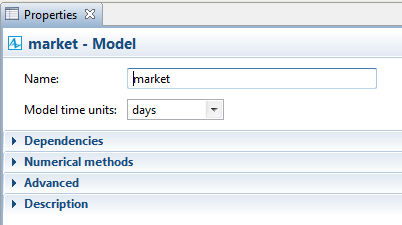 Properties
market - Model
Name: market
Model time units: days
Dependencies
Numerical methods
Advanced
Description